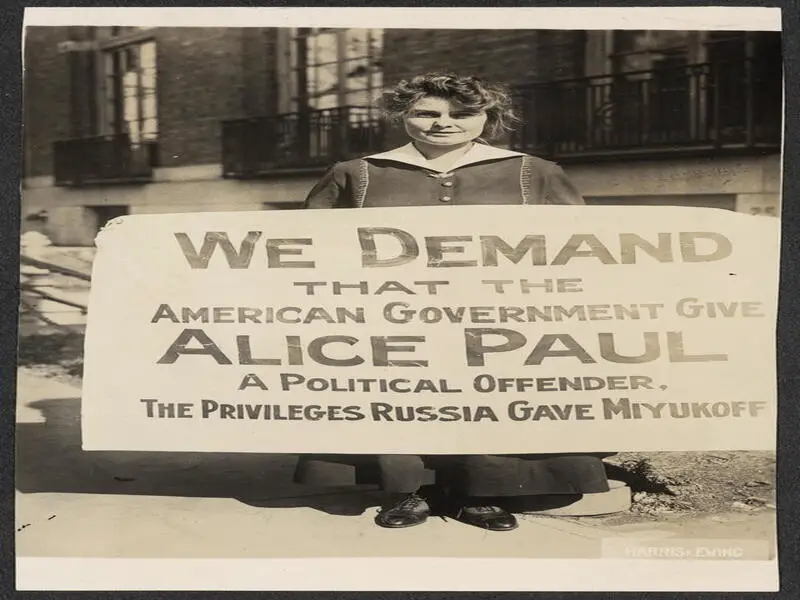 WE DEMAND
THAT THE
AMERICAN GOVERNMENT GIVE
ALICE PAUL
A POLITICAL OFFENDER,
THE PRIVILEGES RUSSIA GAVE MIYUKOFF
HARRIS & EWING